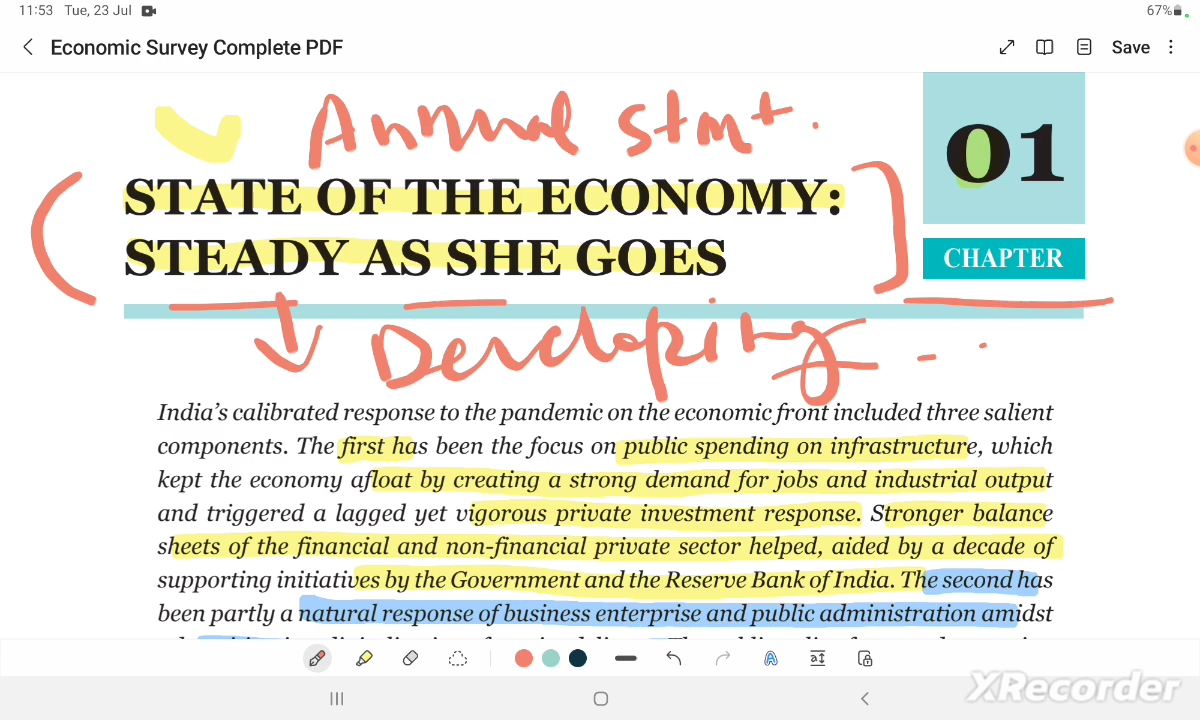 11:53 Tue, 23 Jul
67%
Economic Survey Complete PDF
Save
Annual Stmt.
01
STATE OF THE ECONOMY:
STEADY AS SHE GOES
CHAPTER
Developing...
India's calibrated response to the pandemic on the economic front included three salient
components. The first has been the focus on public spending on infrastructure, which
kept the economy afloat by creating a strong demand for jobs and industrial output
and triggered a lagged yet vigorous private investment response. Stronger balance
sheets of the financial and non-financial private sector helped, aided by a decade of
supporting initiatives by the Government and the Reserve Bank of India. The second has
been partly a natural response of business enterprise and public administration amidst
XRecorder